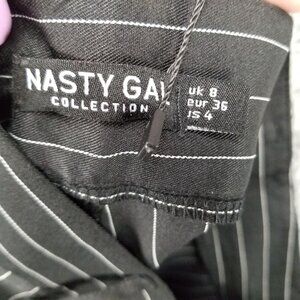 NASTY GAL
COLLECTION
uk 8
eur 36
us 4